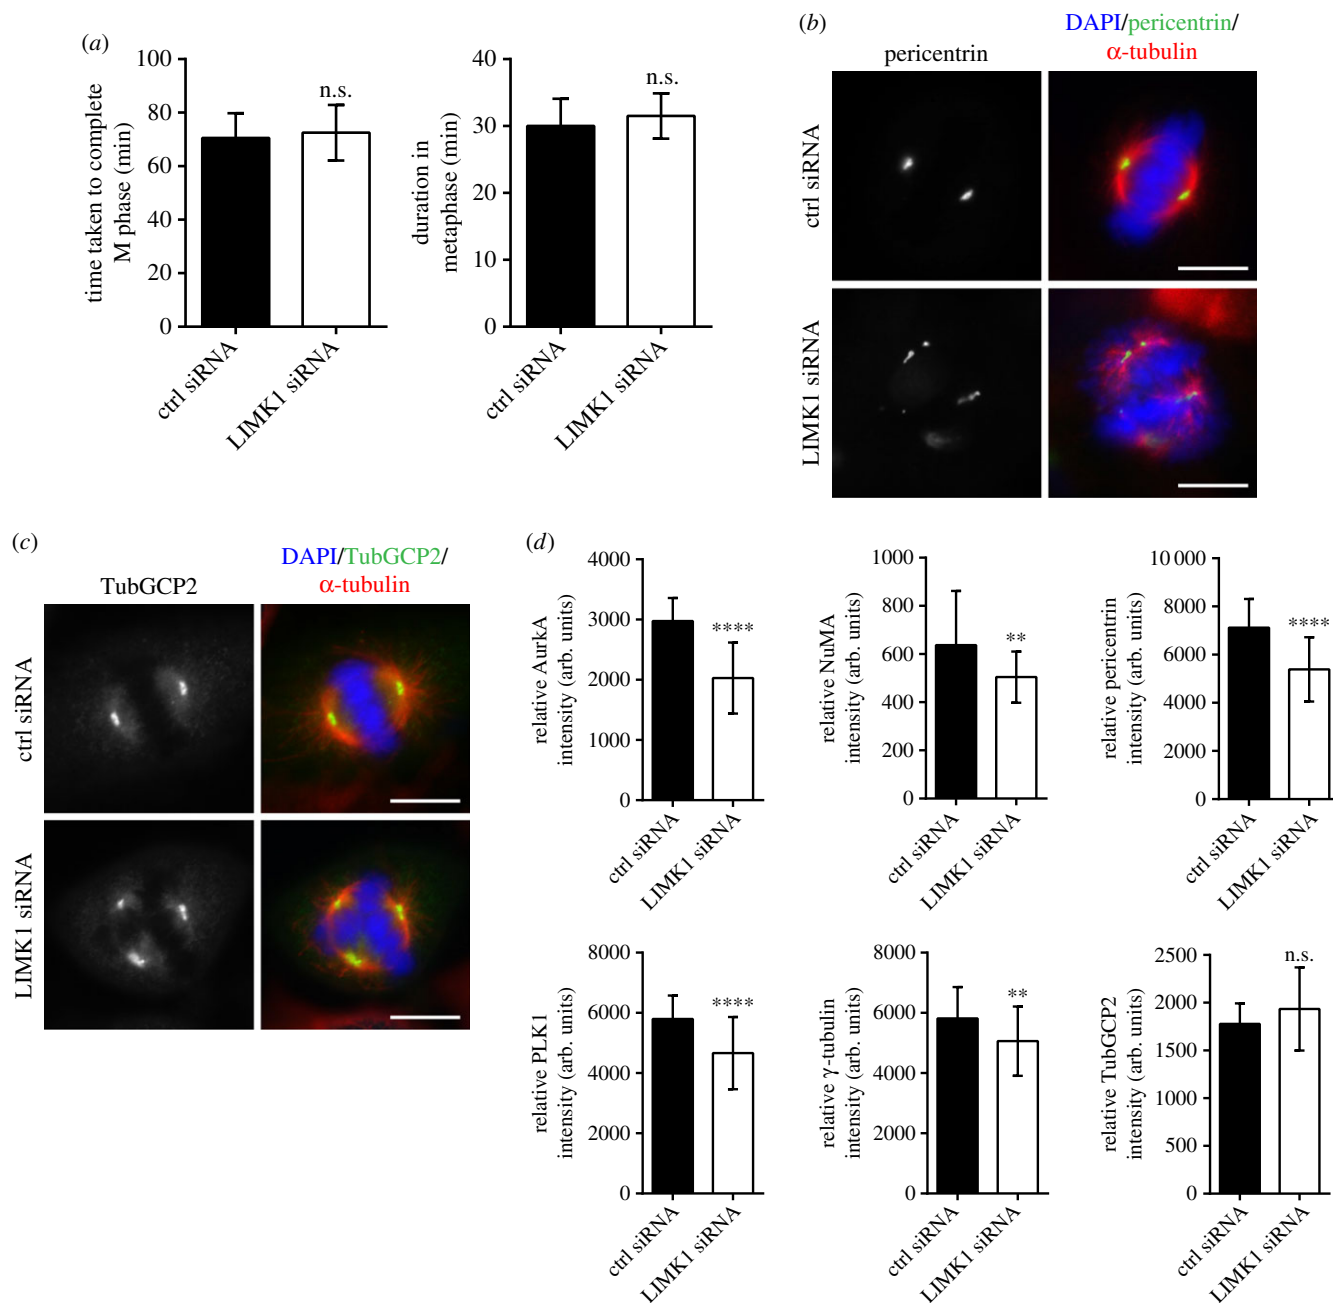 (a)
100
80
60
40
20
0
time taken to complete
M phase (min)
n.s.
ctrl siRNA
LIMK1 siRNA
40
30
20
10
0
duration in
metaphase (min)
n.s.
ctrl siRNA
LIMK1 siRNA
(b)
pericentrin
DAPI/pericentrin/
α-tubulin
ctrl siRNA
LIMK1 siRNA
(c)
TubGCP2
DAPI/TubGCP2/
α-tubulin
ctrl siRNA
LIMK1 siRNA
(d)
4000
3000
2000
1000
0
relative AurkA
intensity (arb. units)
****
ctrl siRNA
LIMK1 siRNA
1000
800
600
400
200
0
relative NuMA
intensity (arb. units)
**
ctrl siRNA
LIMK1 siRNA
10 000
8000
6000
4000
2000
0
relative pericentrin
intensity (arb. units)
****
ctrl siRNA
LIMK1 siRNA
8000
6000
4000
2000
0
relative PLK1
intensity (arb. units)
****
ctrl siRNA
LIMK1 siRNA
8000
6000
4000
2000
0
relative γ-tubulin
intensity (arb. units)
**
ctrl siRNA
LIMK1 siRNA
2500
2000
1500
1000
500
0
relative TubGCP2
intensity (arb. units)
n.s.
ctrl siRNA
LIMK1 siRNA